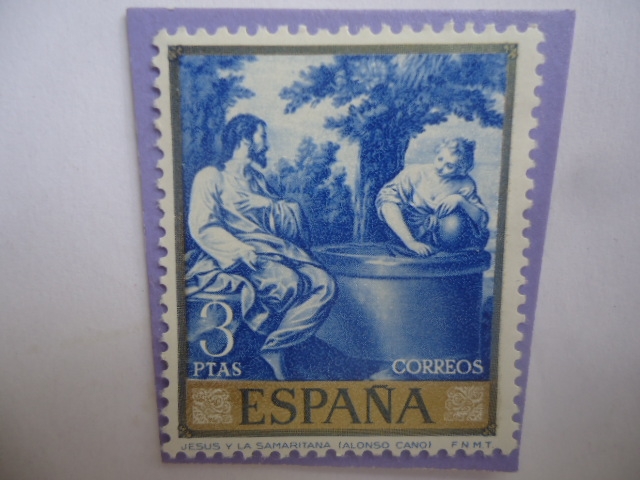 3
PTAS CORREOS
ESPAÑA
JESUS Y LA SAMARITANA (ALONSO CANO) F.N.M.T.